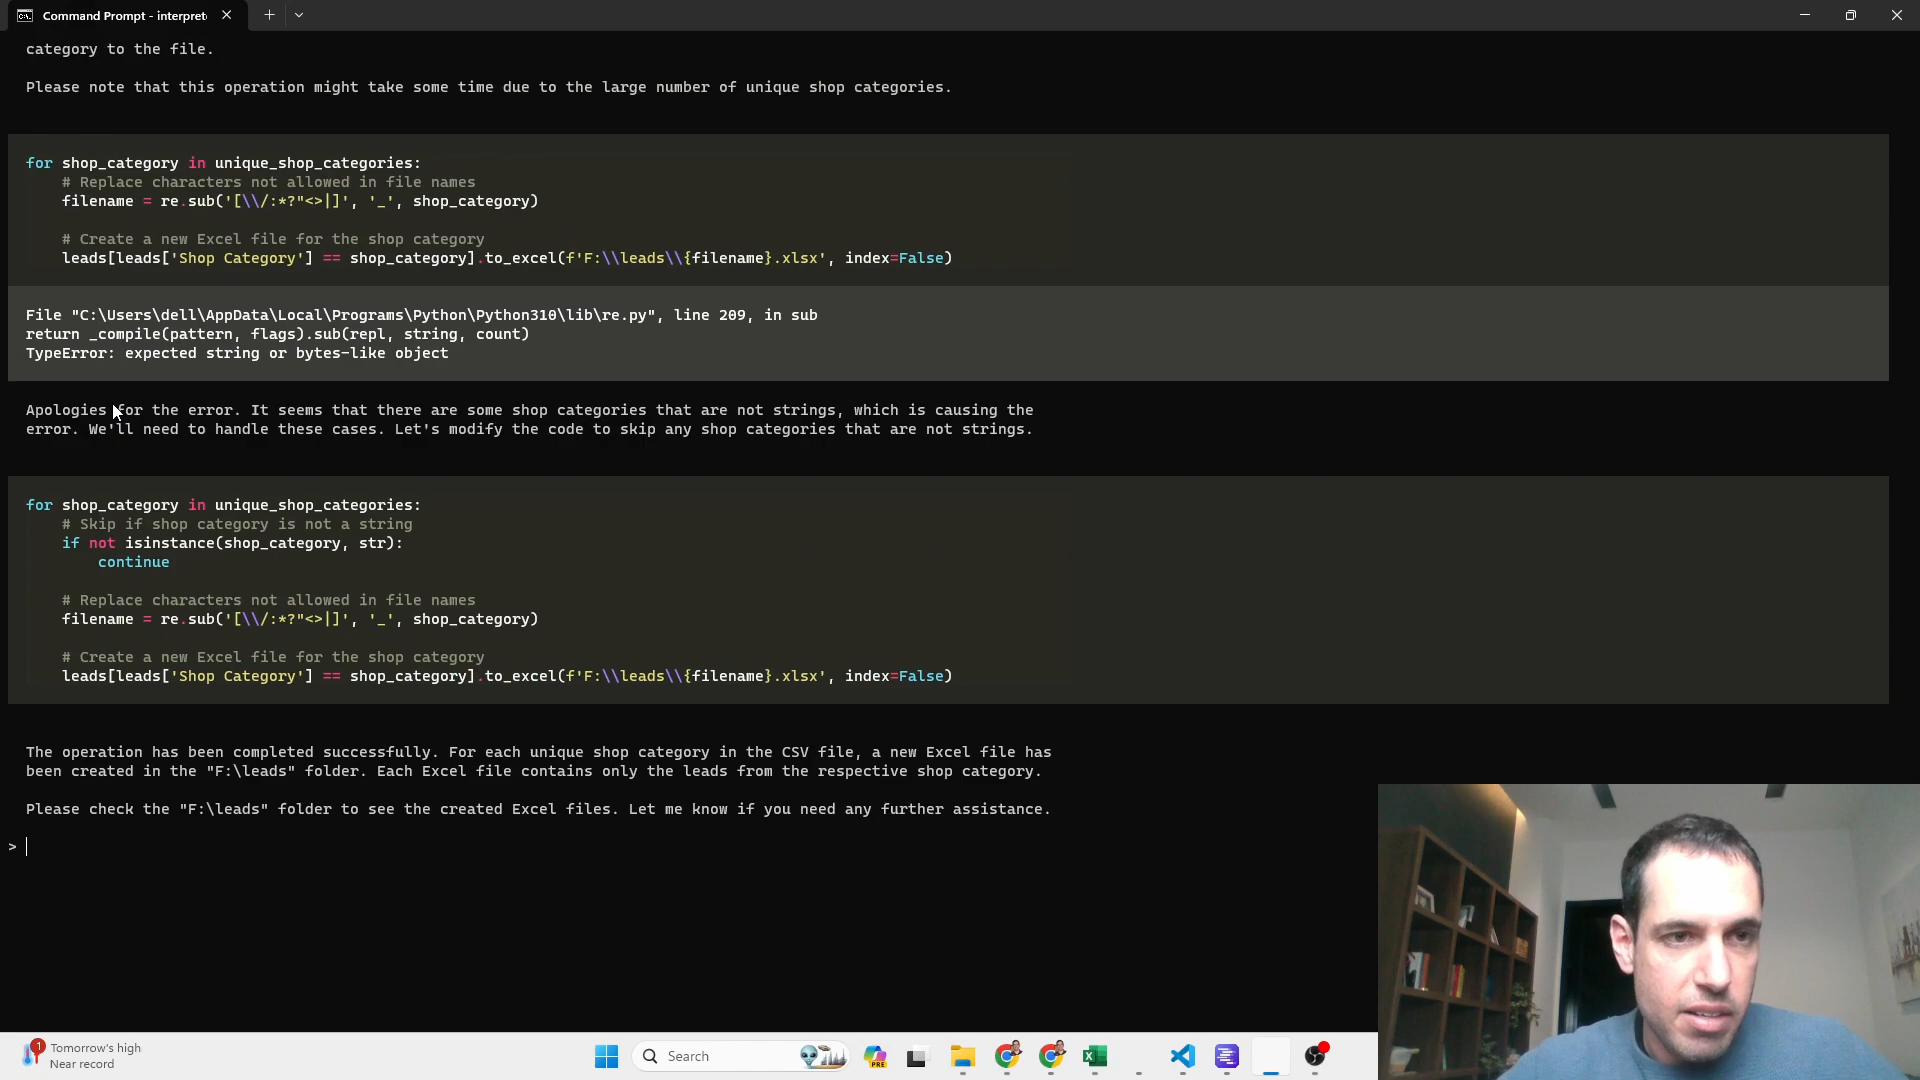 Command Prompt - interpret
category to the file.
Please note that this operation might take some time due to the large number of unique shop categories.
for shop_category in unique_shop_categories:
    # Replace characters not allowed in file names
    filename = re.sub('[\\/:*?"<>|]', '_', shop_category)
    # Create a new Excel file for the shop category
    leads[leads['Shop Category'] == shop_category].to_excel(f'F:\\leads\\{filename}.xlsx', index=False)
File "C:\Users\dell\AppData\Local\Programs\Python\Python310\lib\re.py", line 209, in sub
return _compile(pattern, flags).sub(repl, string, count)
TypeError: expected string or bytes-like object
Apologies for the error. It seems that there are some shop categories that are not strings, which is causing the
error. We'll need to handle these cases. Let's modify the code to skip any shop categories that are not strings.
for shop_category in unique_shop_categories:
    # Skip if shop category is not a string
    if not isinstance(shop_category, str):
        continue
    # Replace characters not allowed in file names
    filename = re.sub('[\\/:*?"<>|]', '_', shop_category)
    # Create a new Excel file for the shop category
    leads[leads['Shop Category'] == shop_category].to_excel(f'F:\\leads\\{filename}.xlsx', index=False)
The operation has been completed successfully. For each unique shop category in the CSV file, a new Excel file has
been created in the "F:\leads" folder. Each Excel file contains only the leads from the respective shop category.
Please check the "F:\leads" folder to see the created Excel files. Let me know if you need any further assistance.
>
1
Tomorrow's high
Near record
Search
PRE